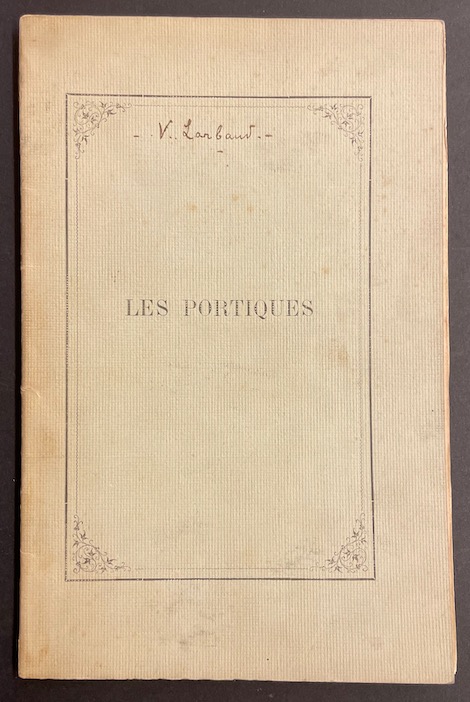 - V. Larbaud. -
LES PORTIQUES